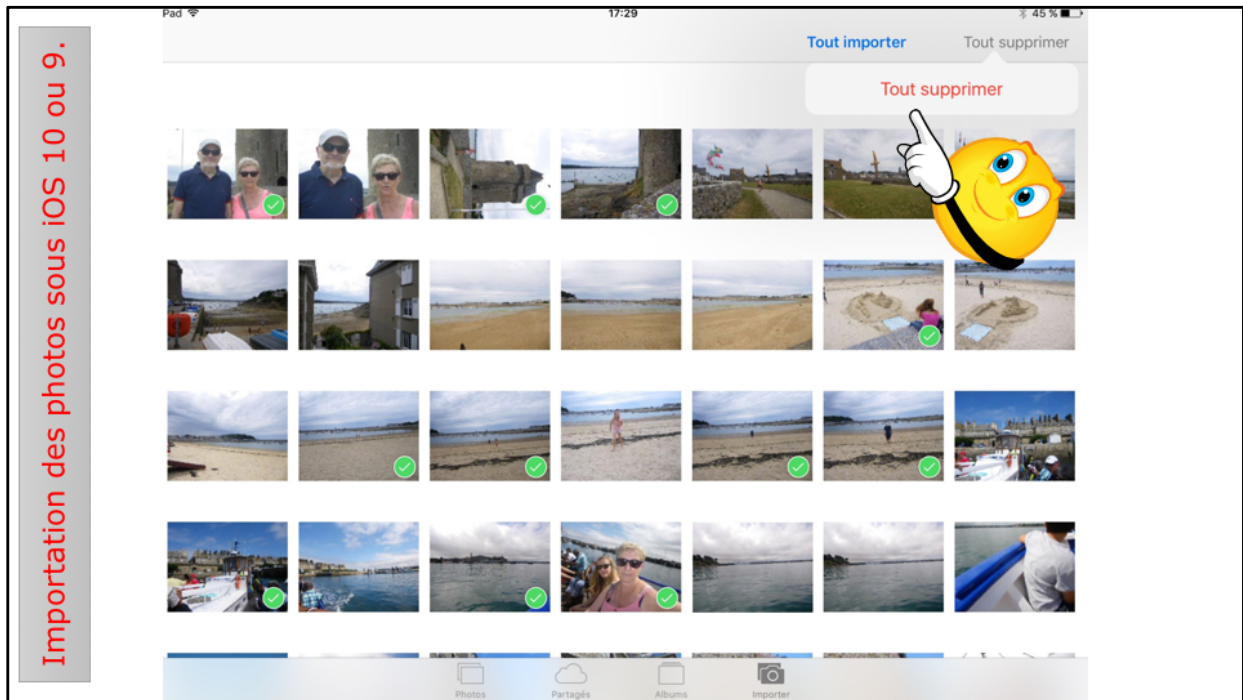 Importation des photos sous iOS 10 ou 9.
Pad 17:29 45 %
Tout importer Tout supprimer
Tout supprimer
Photos Partagés Albums Importer